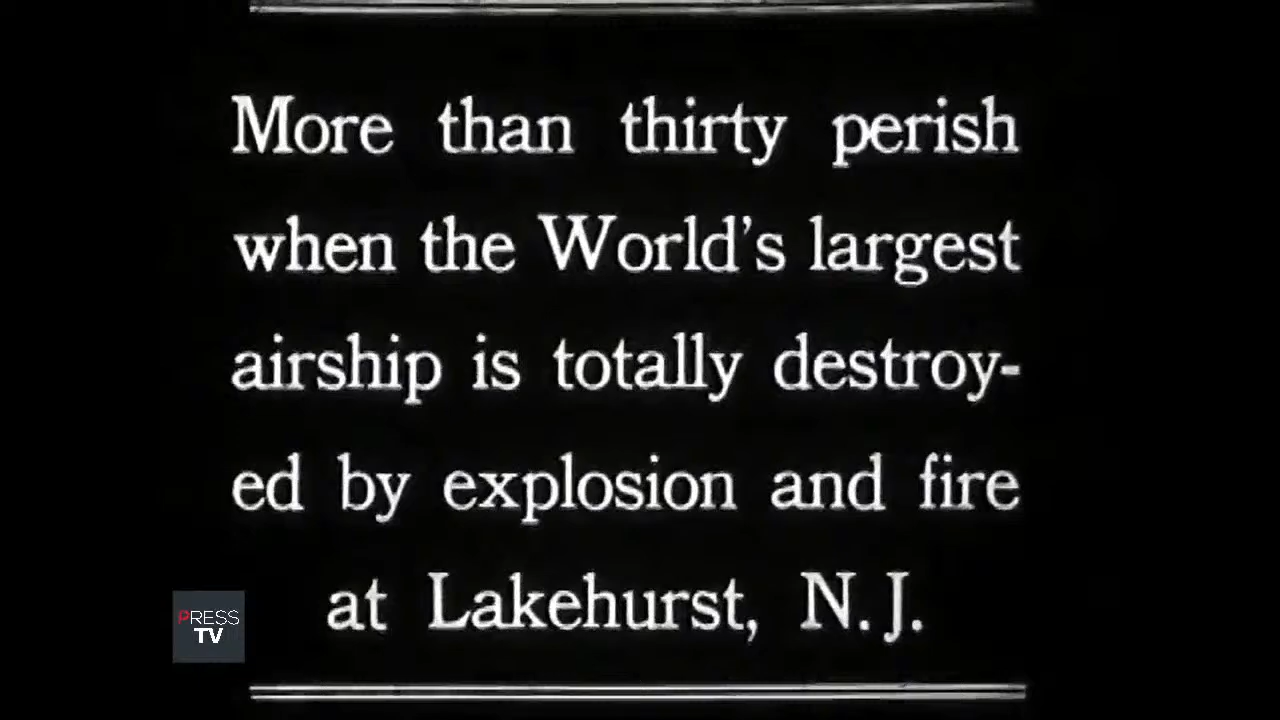 More than thirty perish
when the World's largest
airship is totally destroy-
ed by explosion and fire
at Lakehurst, N.J.
PRESS
TV